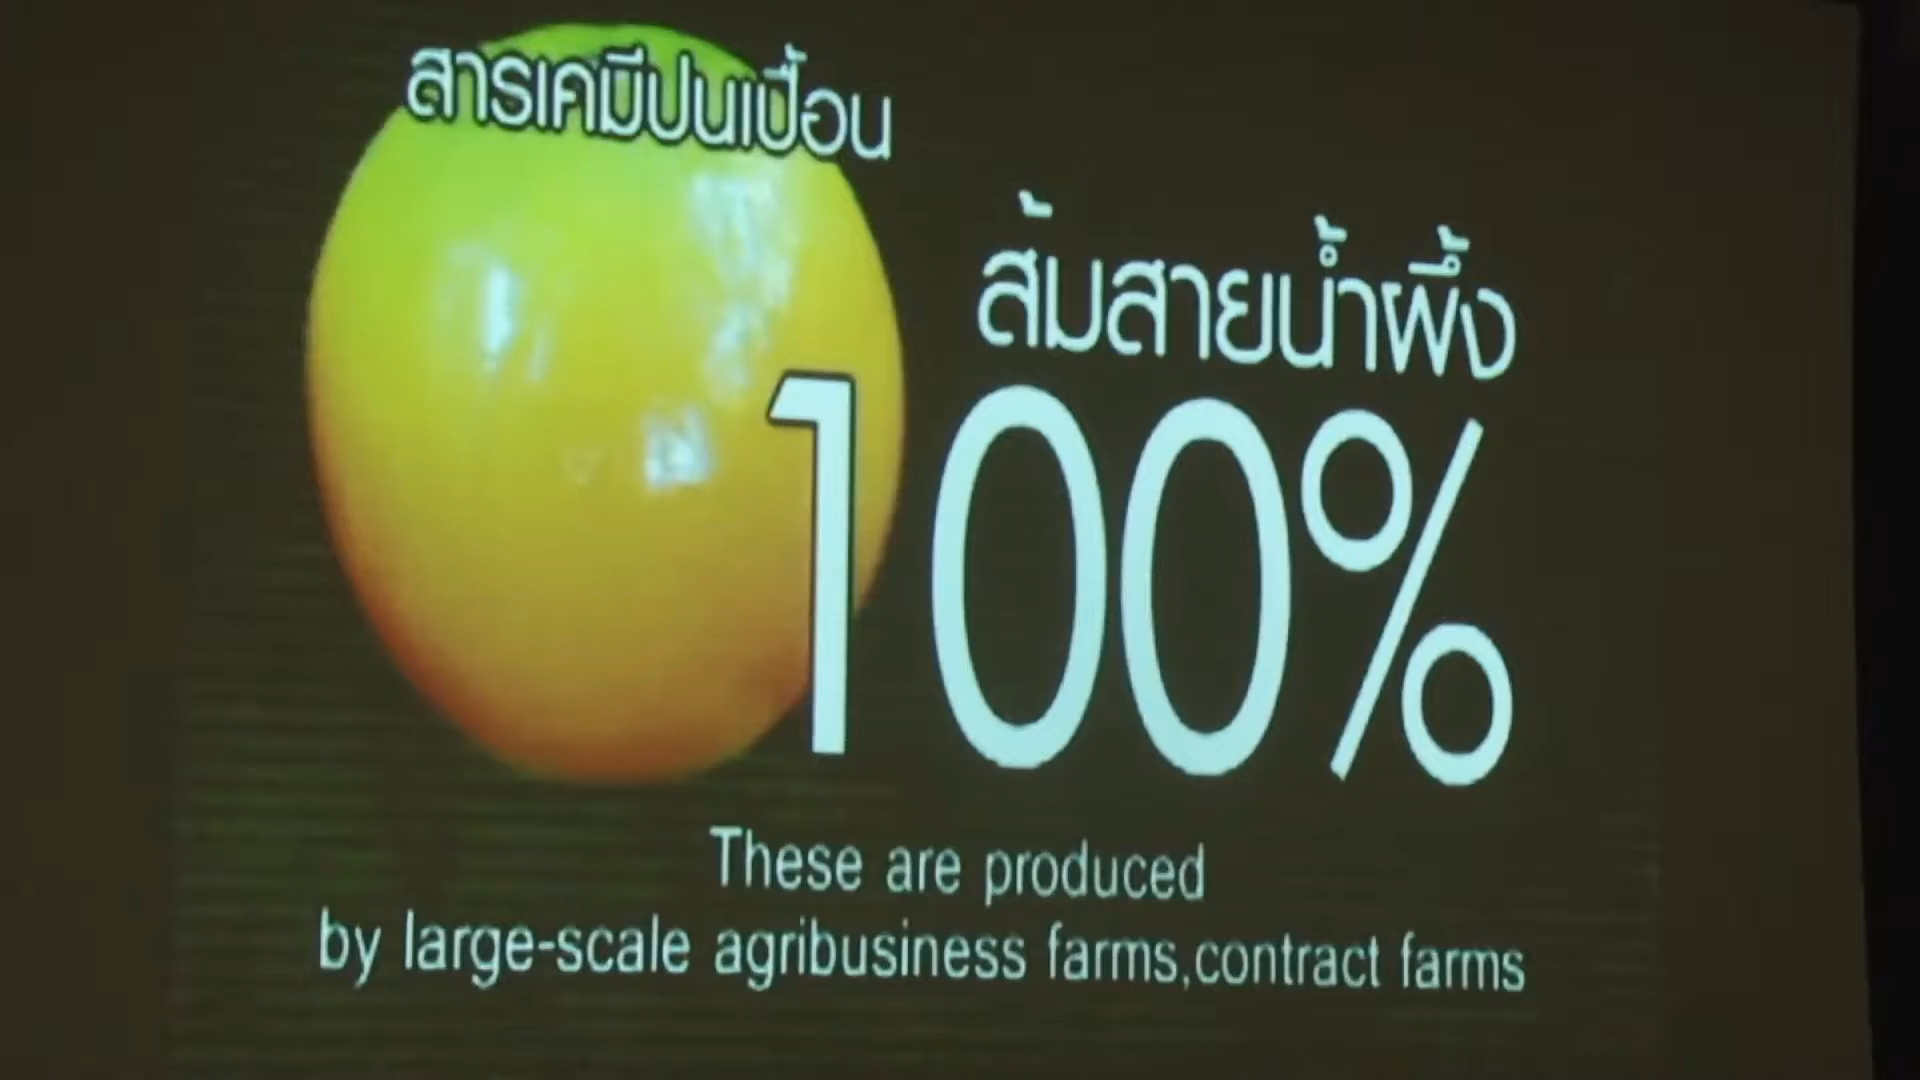 สารเคมีปนเปื้อน
ส้มสายน้ำผึ้ง
100%
These are produced
by large-scale agribusiness farms,contract farms